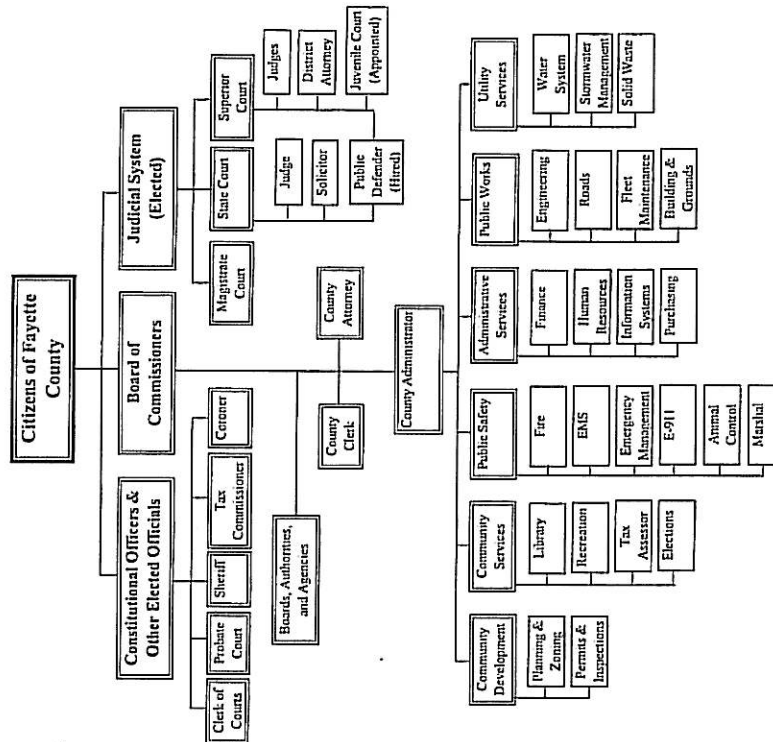 Citizens of Fayette
County
Constitutional Officers &
Other Elected Officials
Board of
Commissioners
Judicial System
(Elected)
Clerk of
Courts
Probate
Court
Sheriff
Tax
Commissioner
Coroner
Magistrate
Court
State Court
Superior
Court
Judge
Solicitor
Public
Defender
(Hired)
Judges
District
Attorney
Juvenile Court
(Appointed)
Boards, Authorities,
and Agencies
County
Clerk
County
Attorney
County Administrator
Community
Development
Planning &
Zoning
Permits &
Inspections
Community
Services
Library
Recreation
Tax
Assessor
Elections
Public Safety
Fire
EMS
Emergency
Management
E-911
Animal
Control
Marshal
Administrative
Services
Finance
Human
Resources
Information
Systems
Purchasing
Public Works
Engineering
Roads
Fleet
Maintenance
Building &
Grounds
Utility
Services
Water
System
Stormwater
Management
Solid Waste